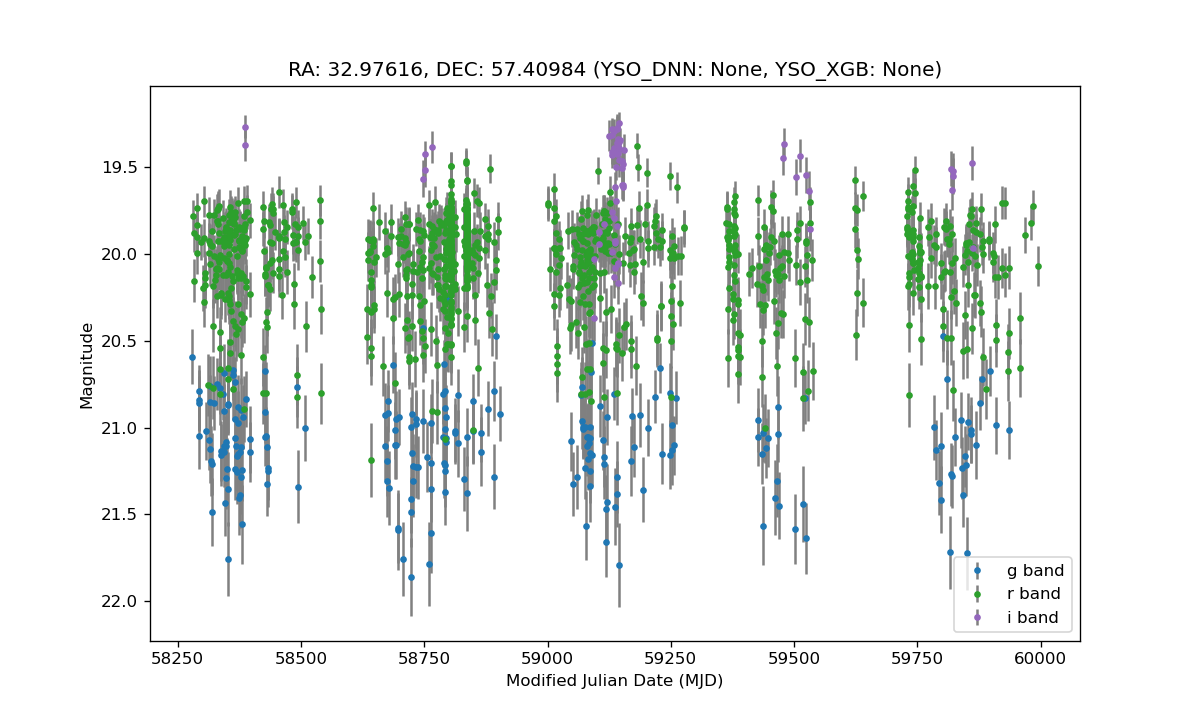 RA: 32.97616, DEC: 57.40984 (YSO_DNN: None, YSO_XGB: None)
19.5
20.0
20.5
21.0
21.5
22.0
Magnitude
g band
r band
i band
58250 58500 58750 59000 59250 59500 59750 60000
Modified Julian Date (MJD)